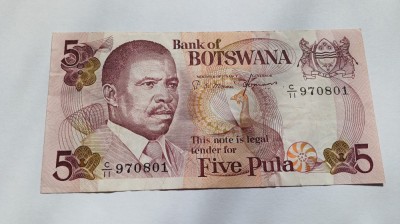 5
Bank of
BOTSWANA
C/11 970801
This note is legal
tender for
5
C/11 970801
Five Pula
5